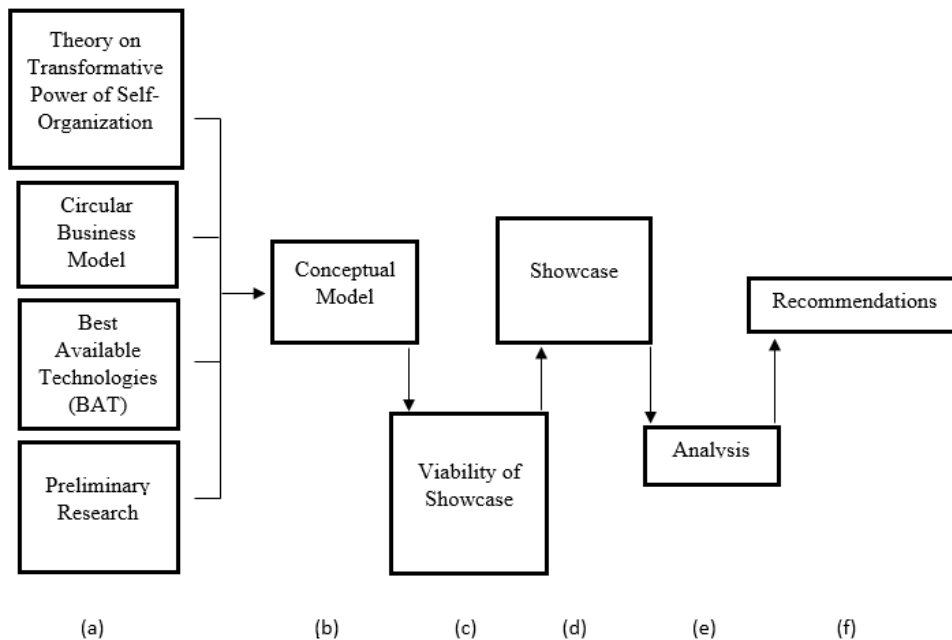 Theory on
Transformative
Power of Self-
Organization
Circular
Business
Model
Best
Available
Technologies
(BAT)
Preliminary
Research
Conceptual
Model
Viability of
Showcase
Showcase
Analysis
Recommendations
(a) (b) (c) (d) (e) (f)